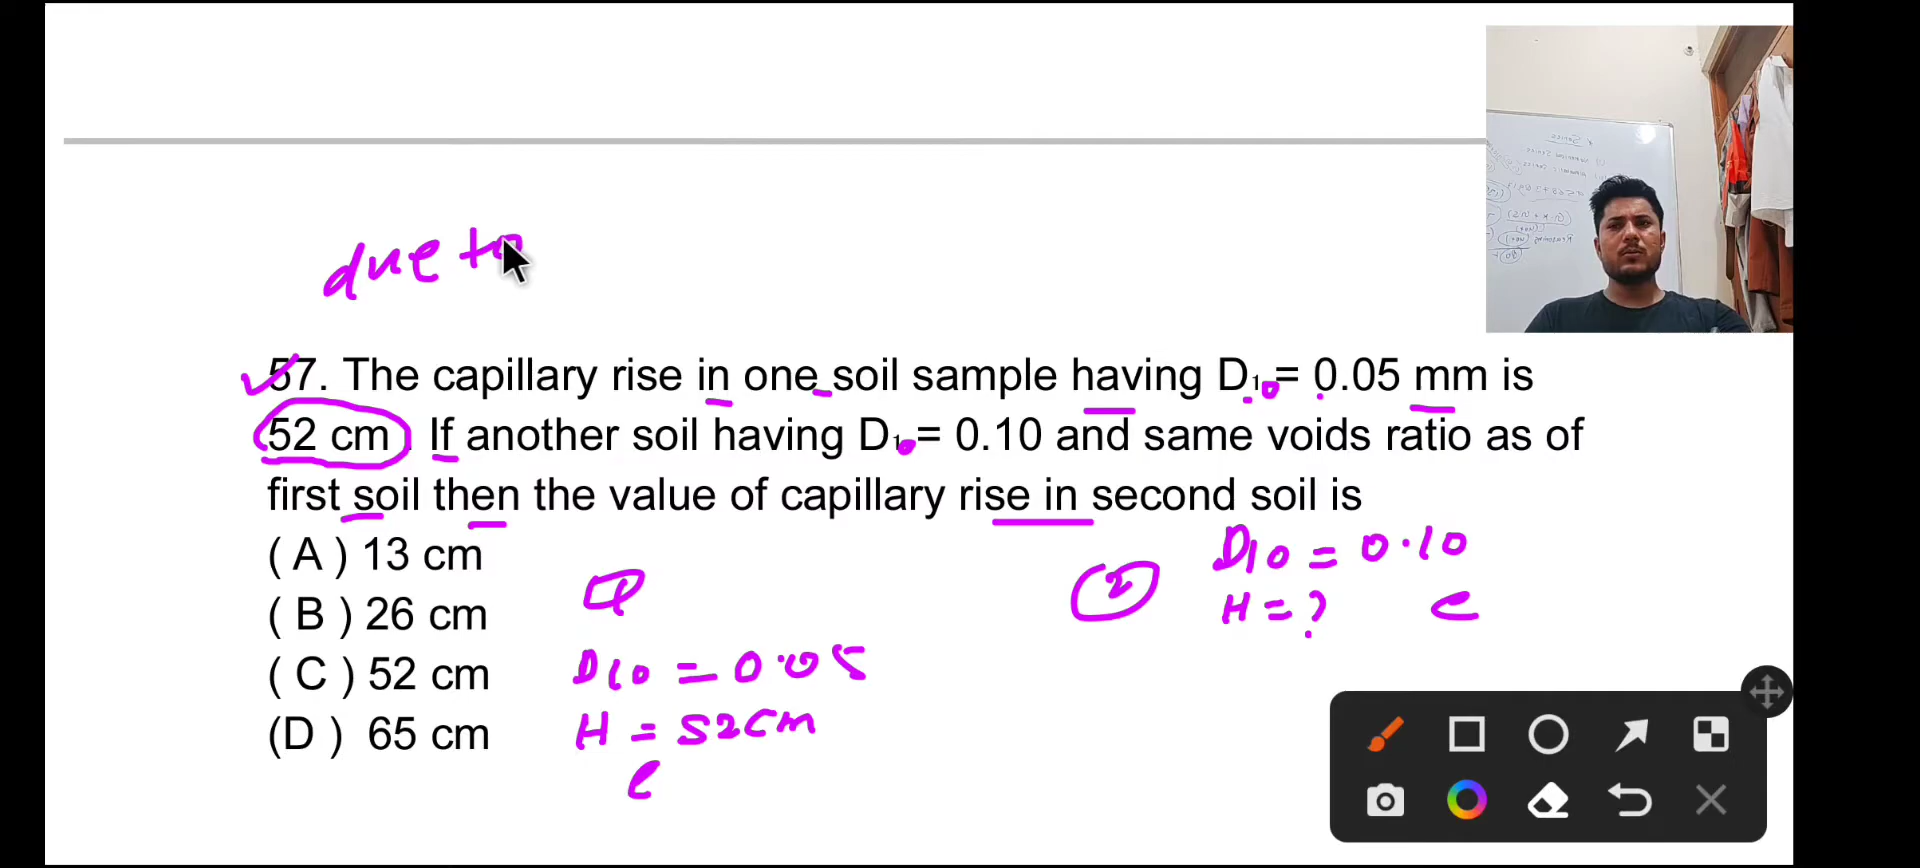 due to
57. The capillary rise in one soil sample having D10 = 0.05 mm is
52 cm. If another soil having D10 = 0.10 and same voids ratio as of
first soil then the value of capillary rise in second soil is
( A ) 13 cm
( B ) 26 cm
( C ) 52 cm
(D ) 65 cm
1
D10 = 0.05
H = 52cm
e
2
D10 = 0.10
H = ? e